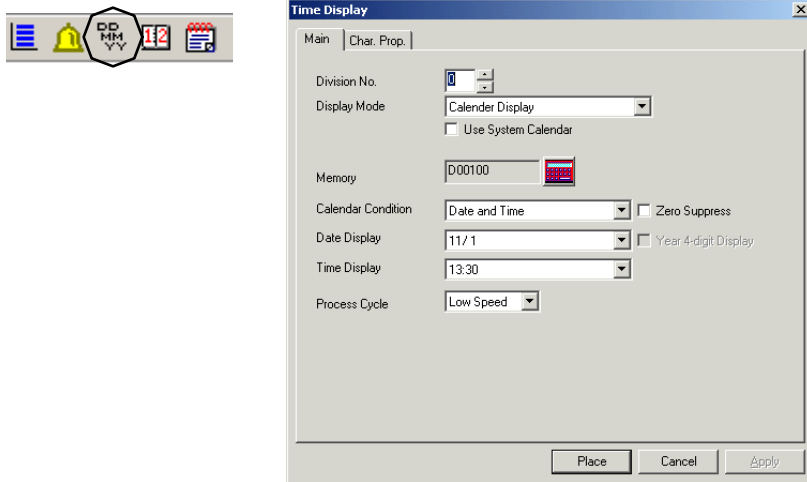 DD
MM
YY
12
Time Display
Main
Char. Prop.
Division No. 0
Display Mode Calender Display
Use System Calendar
Memory D00100
Calendar Condition Date and Time Zero Suppress
Date Display 11/ 1 Year 4-digit Display
Time Display 13:30
Process Cycle Low Speed
Place Cancel Apply